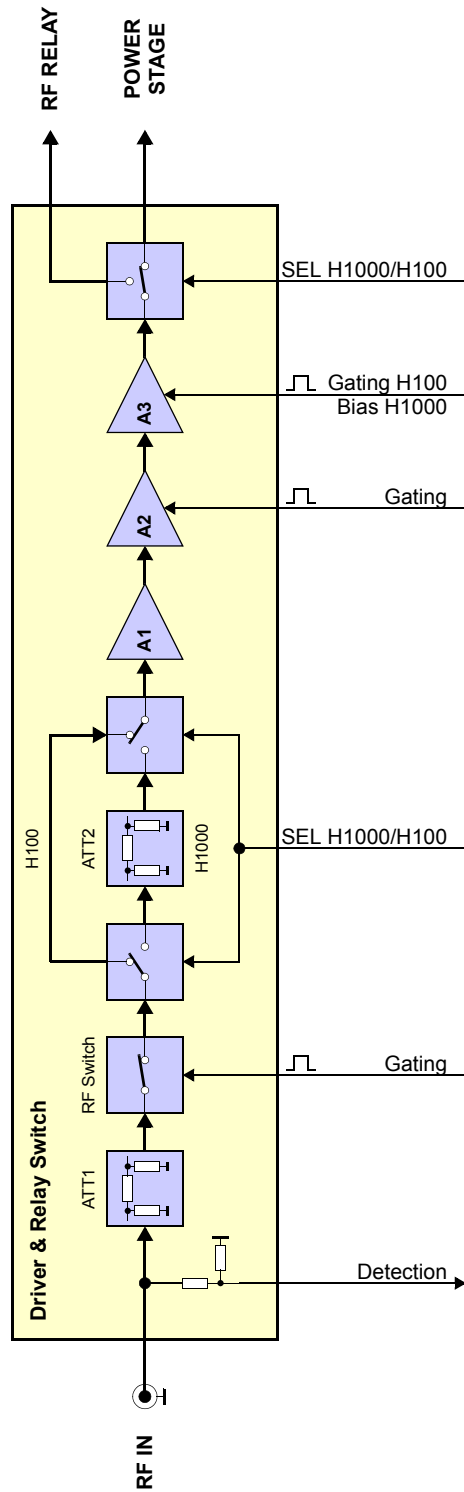 RF RELAY
POWER
STAGE
SEL H1000/H100
Gating H100
Bias H1000
A3
Gating
A2
A1
H100
ATT2
H1000
SEL H1000/H100
RF Switch
Gating
Driver & Relay Switch
ATT1
Detection
RF IN